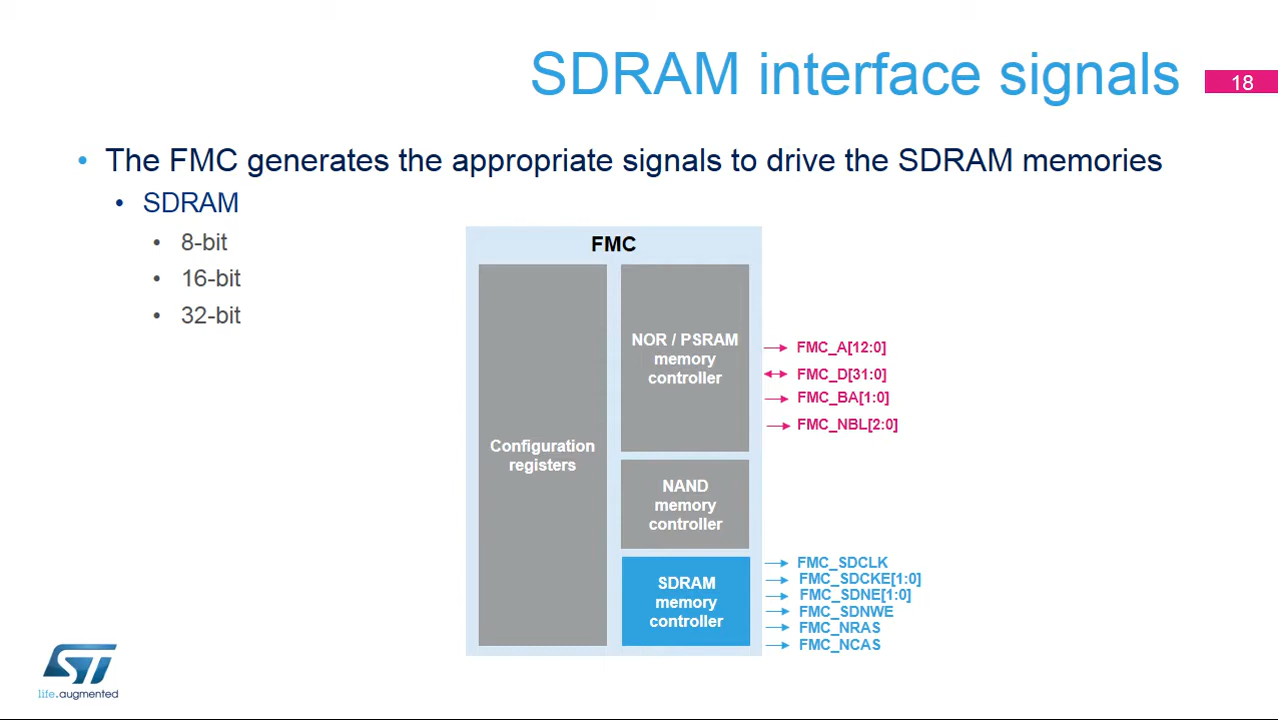 SDRAM interface signals
18
• The FMC generates the appropriate signals to drive the SDRAM memories
• SDRAM
• 8-bit
• 16-bit
• 32-bit
FMC
Configuration
registers
NOR / PSRAM
memory
controller
NAND
memory
controller
SDRAM
memory
controller
FMC_A[12:0]
FMC_D[31:0]
FMC_BA[1:0]
FMC_NBL[2:0]
FMC_SDCLK
FMC_SDCKE[1:0]
FMC_SDNE[1:0]
FMC_SDNWE
FMC_NRAS
FMC_NCAS
ST
life.augmented